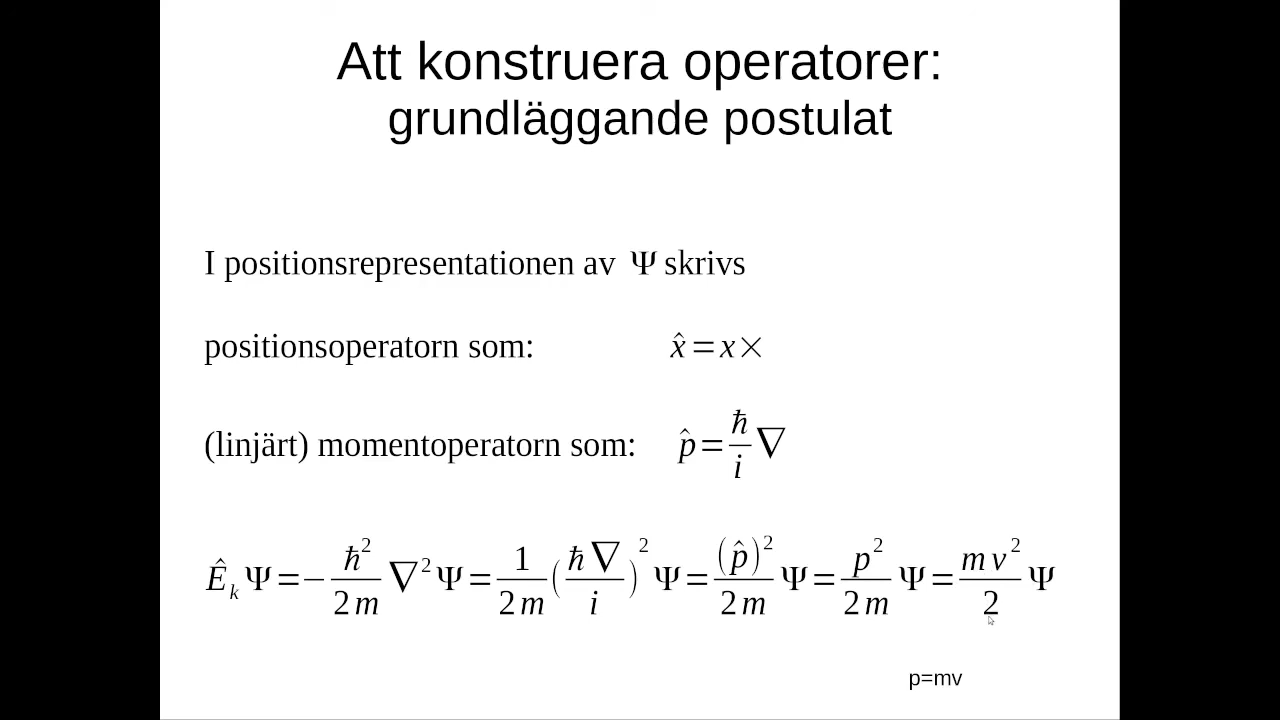 Att konstruera operatorer:
grundläggande postulat
I positionsrepresentationen av Ψ skrivs
positionsoperatorn som: x̂ = x×
(linjärt) momentoperatorn som: p̂ = ħ/i ∇
Ê_k Ψ = − ħ²/2m ∇² Ψ = 1/2m (ħ∇/i)² Ψ = (p̂)²/2m Ψ = p²/2m Ψ = mv²/2 Ψ
p=mv